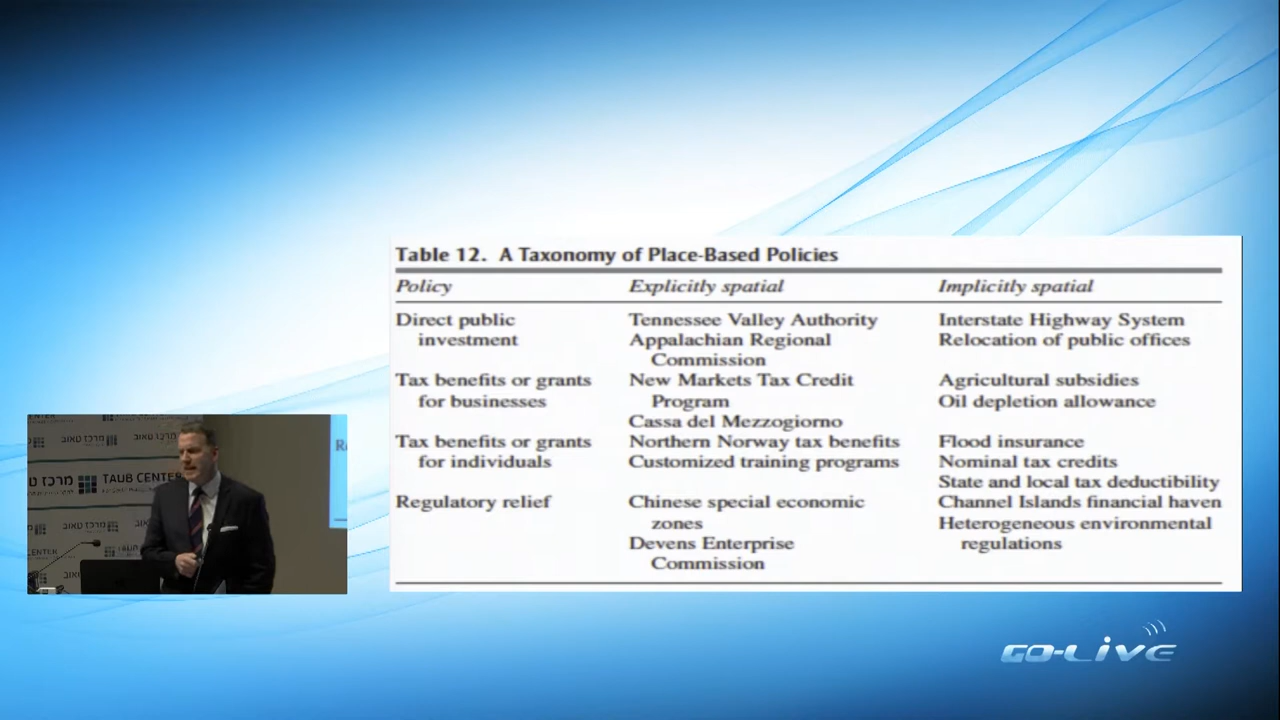 Table 12. A Taxonomy of Place-Based Policies
Policy Explicitly spatial Implicitly spatial
Direct public Tennessee Valley Authority Interstate Highway System
investment Appalachian Regional Relocation of public offices
Commission
Tax benefits or grants New Markets Tax Credit Agricultural subsidies
for businesses Program Oil depletion allowance
Cassa del Mezzogiorno
Tax benefits or grants Northern Norway tax benefits Flood insurance
for individuals Customized training programs Nominal tax credits
State and local tax deductibility
Regulatory relief Chinese special economic Channel Islands financial haven
zones Heterogeneous environmental
Devens Enterprise regulations
Commission
מרכז טאוב
מרכז טאוב
TAUB CENTER
מרכז טאוב
GO-LIVE